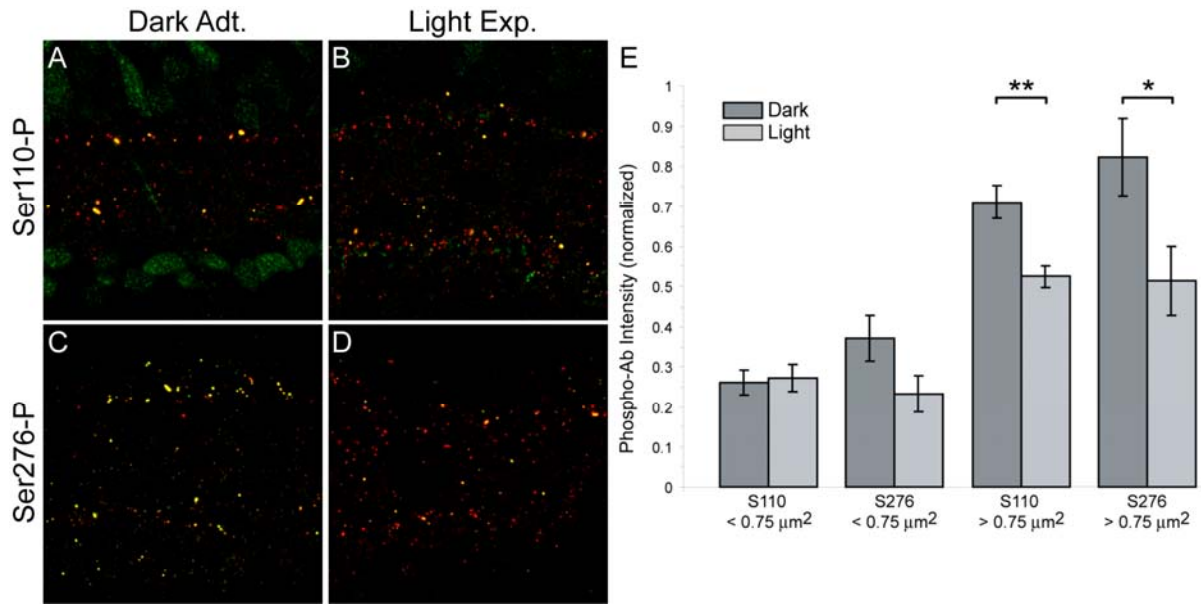 Dark Adt.
Light Exp.
A
B
E
Ser110-P
C
D
Ser276-P
Phospho-Ab Intensity (normalized)
1
0.9
0.8
0.7
0.6
0.5
0.4
0.3
0.2
0.1
0
Dark
Light
**
*
S110
< 0.75 µm²
S276
< 0.75 µm²
S110
> 0.75 µm²
S276
> 0.75 µm²